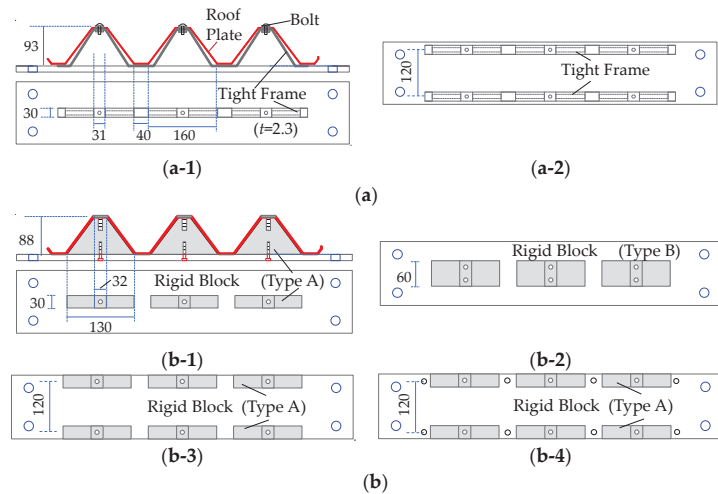 Roof
Plate
Bolt
93
Tight Frame
30
31
40
160
(t=2.3)
(a-1)
120
Tight Frame
(a-2)
(a)
88
32
Rigid Block (Type A)
30
130
(b-1)
Rigid Block (Type B)
60
(b-2)
120
Rigid Block (Type A)
(b-3)
120
Rigid Block (Type A)
(b-4)
(b)